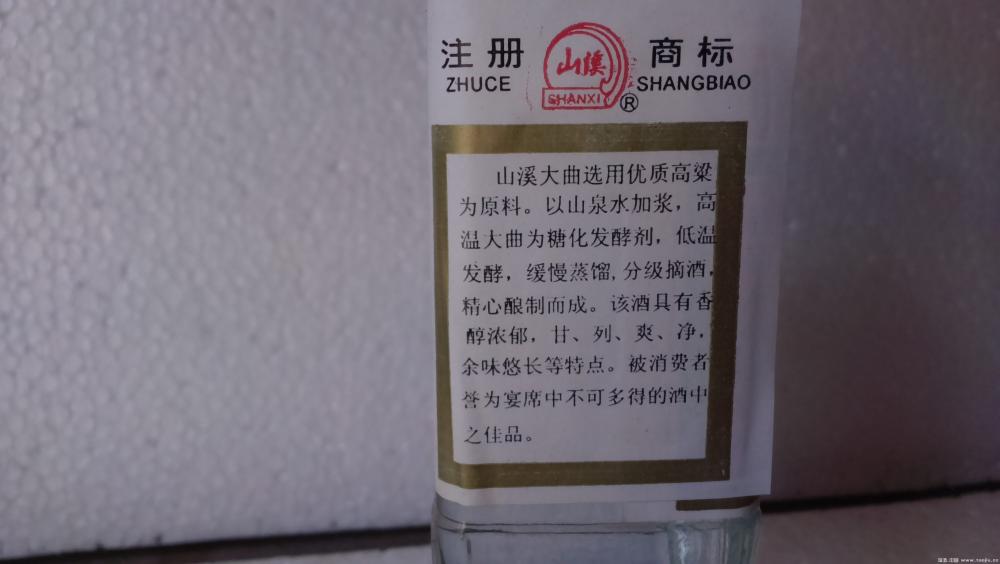 注册 山溪 商标
ZHUCE SHANXI ® SHANGBIAO
山溪大曲选用优质高粱
为原料。以山泉水加浆，高
温大曲为糖化发酵剂，低温
发酵，缓慢蒸馏，分级摘酒，
精心酿制而成。该酒具有香
醇浓郁，甘、列、爽、净，
余味悠长等特点。被消费者
誉为宴席中不可多得的酒中
之佳品。